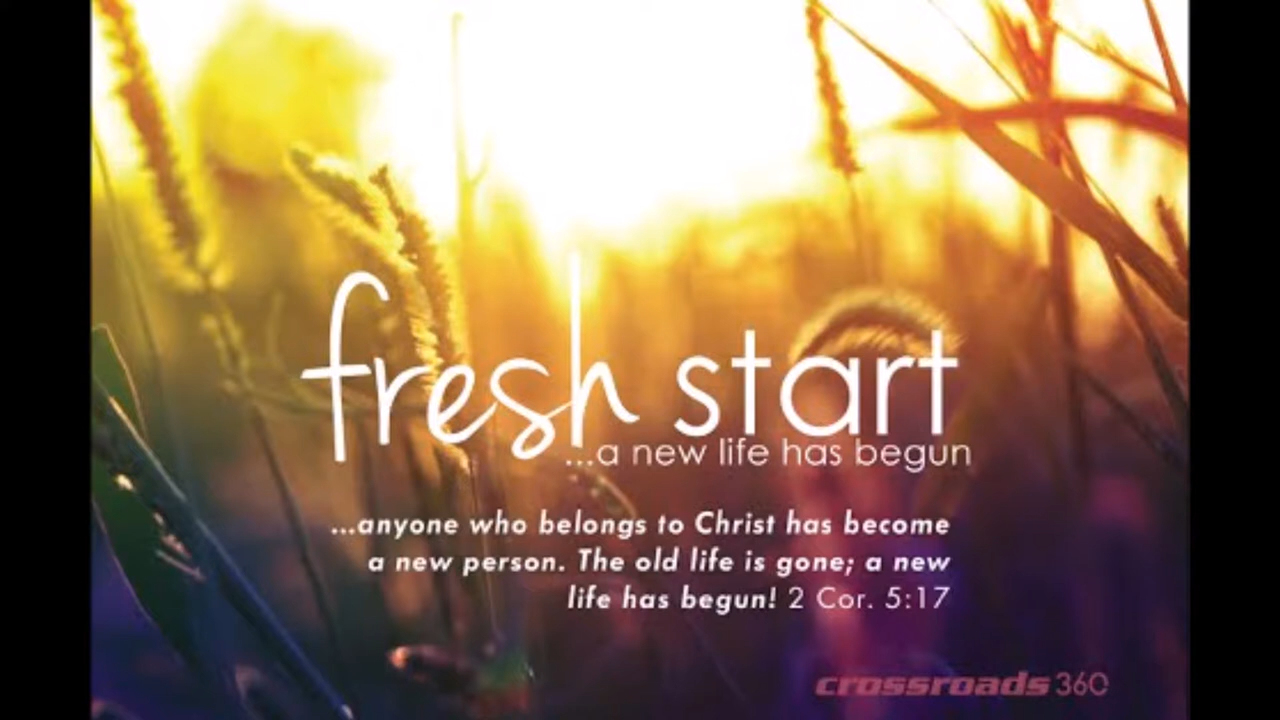 fresh start
...a new life has begun
...anyone who belongs to Christ has become
a new person. The old life is gone; a new
life has begun! 2 Cor. 5:17
crossroads360